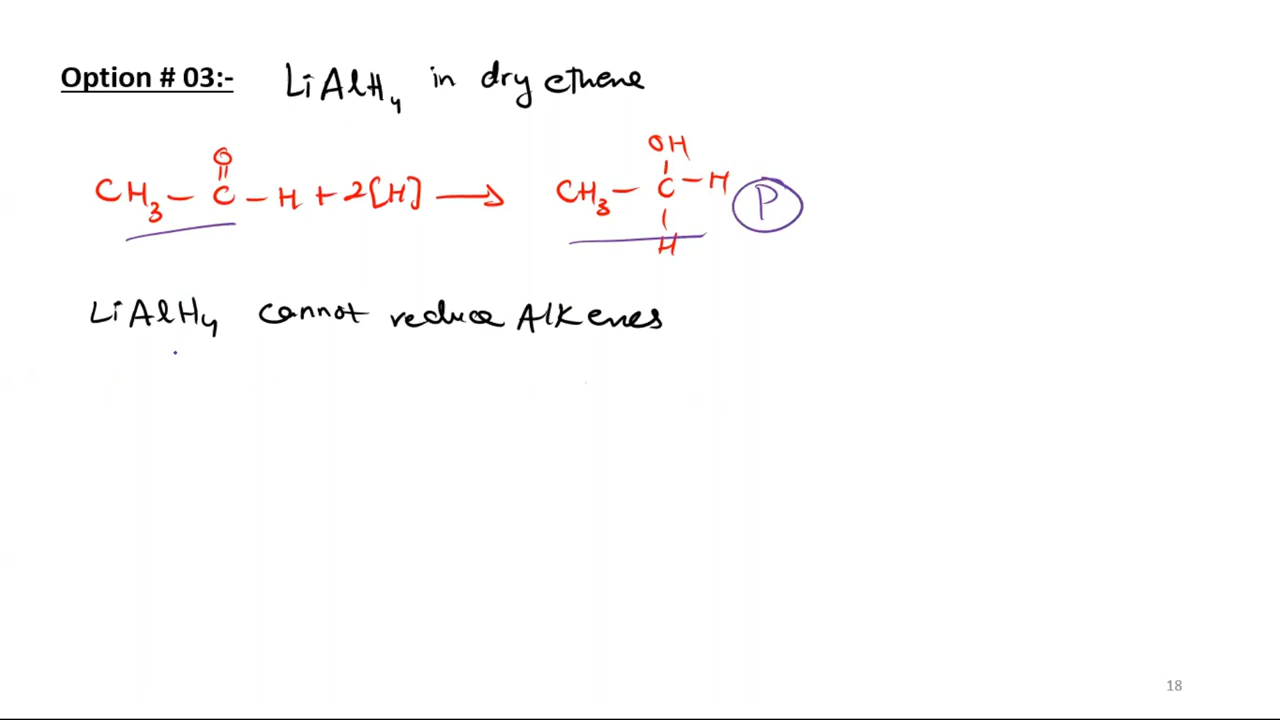 Option # 03:- LiAlH4 in dry ethene
O
||
CH3 - C - H + 2[H] → CH3 - C - H
OH
|
|
H
P
LiAlH4 cannot reduce Alkenes
18